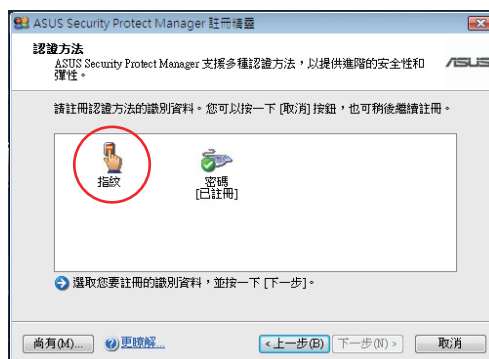 ASUS Security Protect Manager 註冊精靈
認證方法
ASUS Security Protect Manager 支援多種認證方法，以提供進階的安全性和
彈性。
ASUS
請註冊認證方法的識別資料。您可以按一下 [取消] 按鈕，也可稍後繼續註冊。
指紋
密碼
[已註冊]
選取您要註冊的識別資料，並按一下 [下一步]。
尚有(M)... 更瞭解... <上一步(B) 下一步(N)> 取消